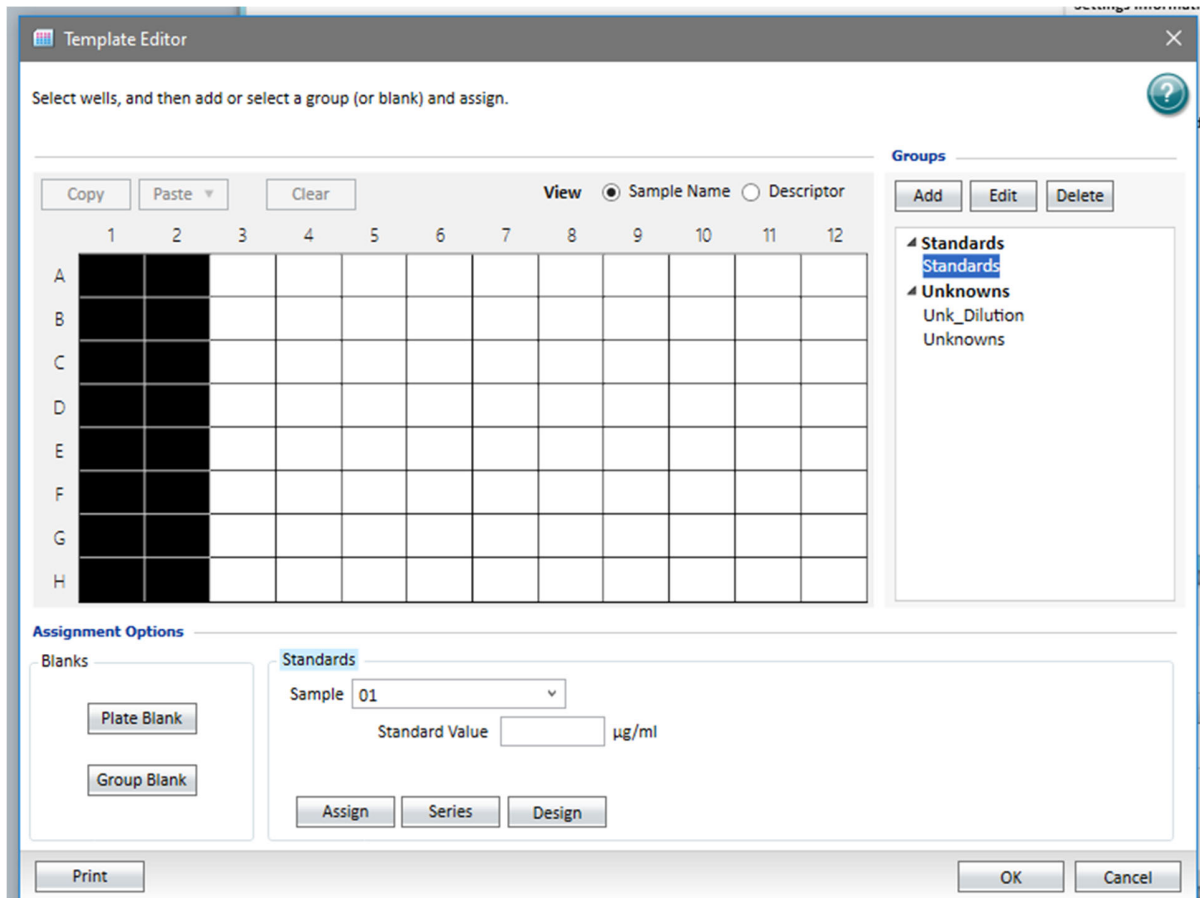 Template Editor
Select wells, and then add or select a group (or blank) and assign.
Groups
Copy Paste Clear View Sample Name Descriptor
Add Edit Delete
1 2 3 4 5 6 7 8 9 10 11 12
A
B
C
D
E
F
G
H
Standards
Standards
Unknowns
Unk_Dilution
Unknowns
Assignment Options
Blanks
Plate Blank
Group Blank
Standards
Sample 01
Standard Value µg/ml
Assign Series Design
Print OK Cancel